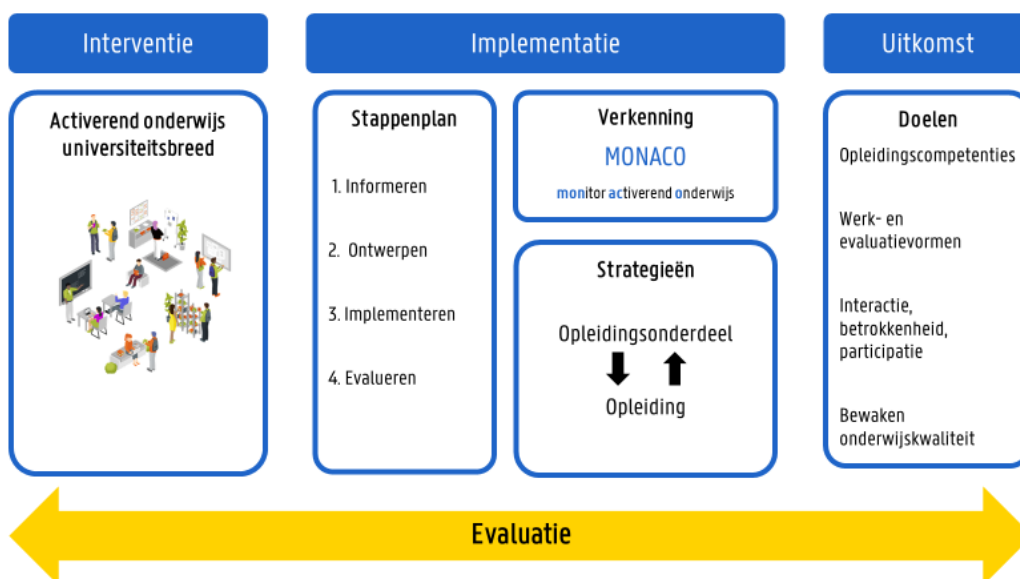 Interventie
Activerend onderwijs
universiteitsbreed
Implementatie
Stappenplan
1. Informeren
2. Ontwerpen
3. Implementeren
4. Evalueren
Verkenning
MONACO
monitor activerend onderwijs
Strategieën
Opleidingsonderdeel
Opleiding
Uitkomst
Doelen
Opleidingscompetenties
Werk- en
evaluatievormen
Interactie,
betrokkenheid,
participatie
Bewaken
onderwijskwaliteit
Evaluatie